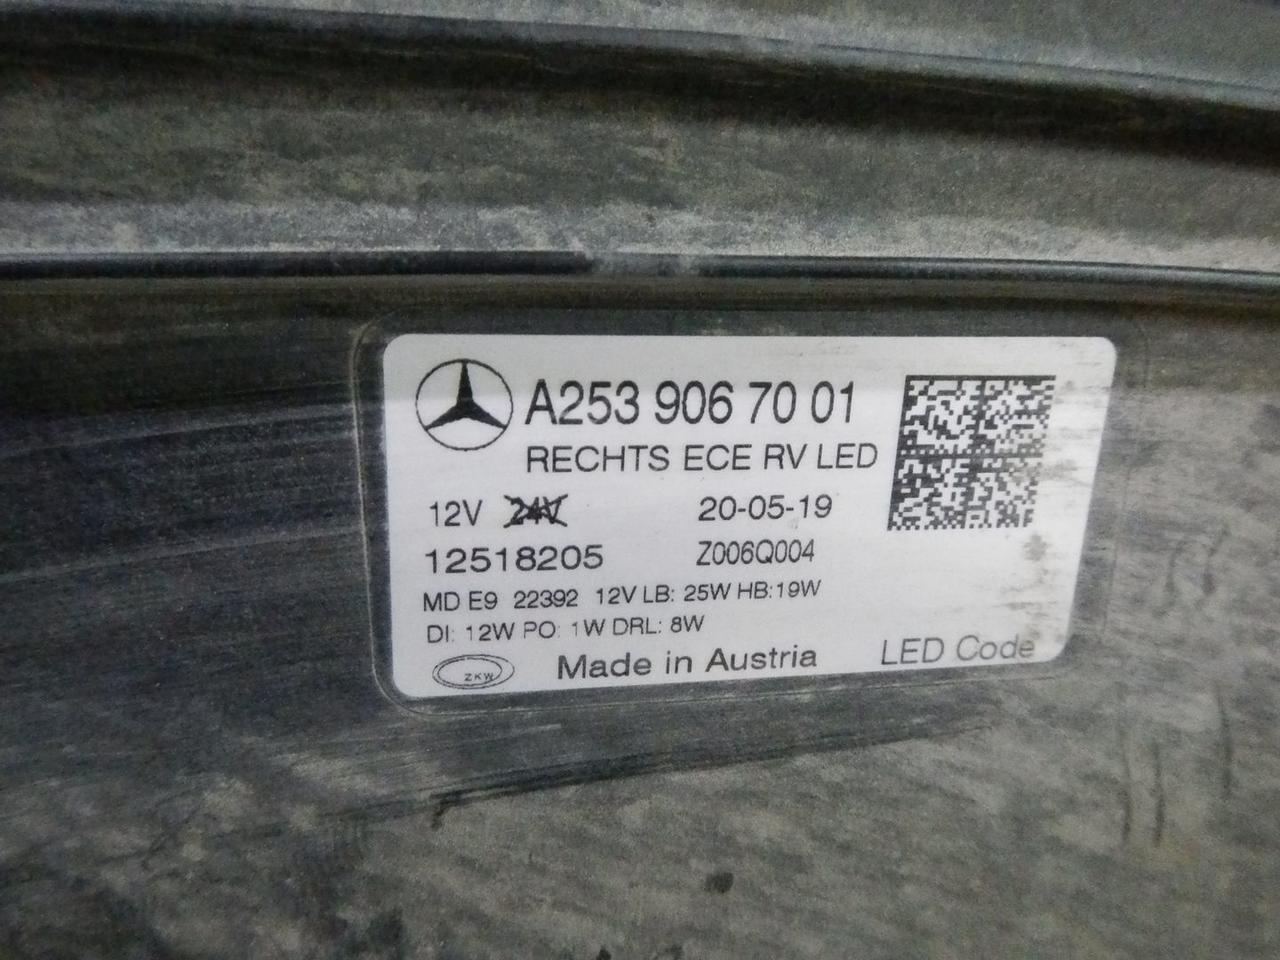 A253 906 70 01
RECHTS ECE RV LED
12V 24V 20-05-19
12518205 Z006Q004
MD E9 22392 12V LB: 25W HB:19W
DI: 12W PO: 1W DRL: 8W
ZKW Made in Austria LED Code